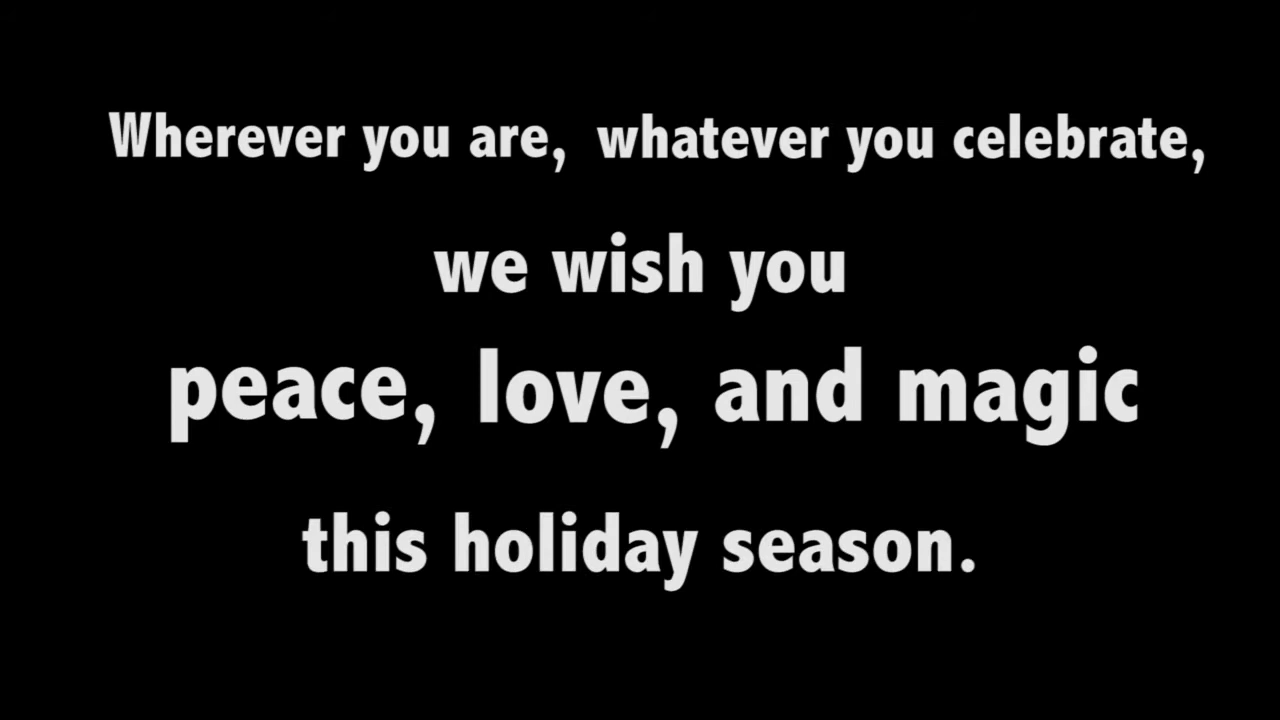 Wherever you are, whatever you celebrate,
we wish you
peace, love, and magic
this holiday season.